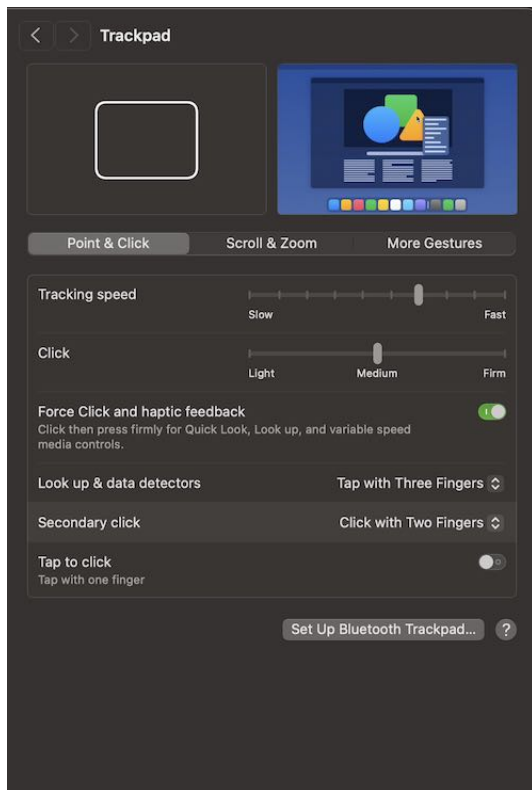 Trackpad
Point & Click
Scroll & Zoom
More Gestures
Tracking speed
Slow
Fast
Click
Light
Medium
Firm
Force Click and haptic feedback
Click then press firmly for Quick Look, Look up, and variable speed
media controls.
Look up & data detectors
Tap with Three Fingers
Secondary click
Click with Two Fingers
Tap to click
Tap with one finger
Set Up Bluetooth Trackpad...
?